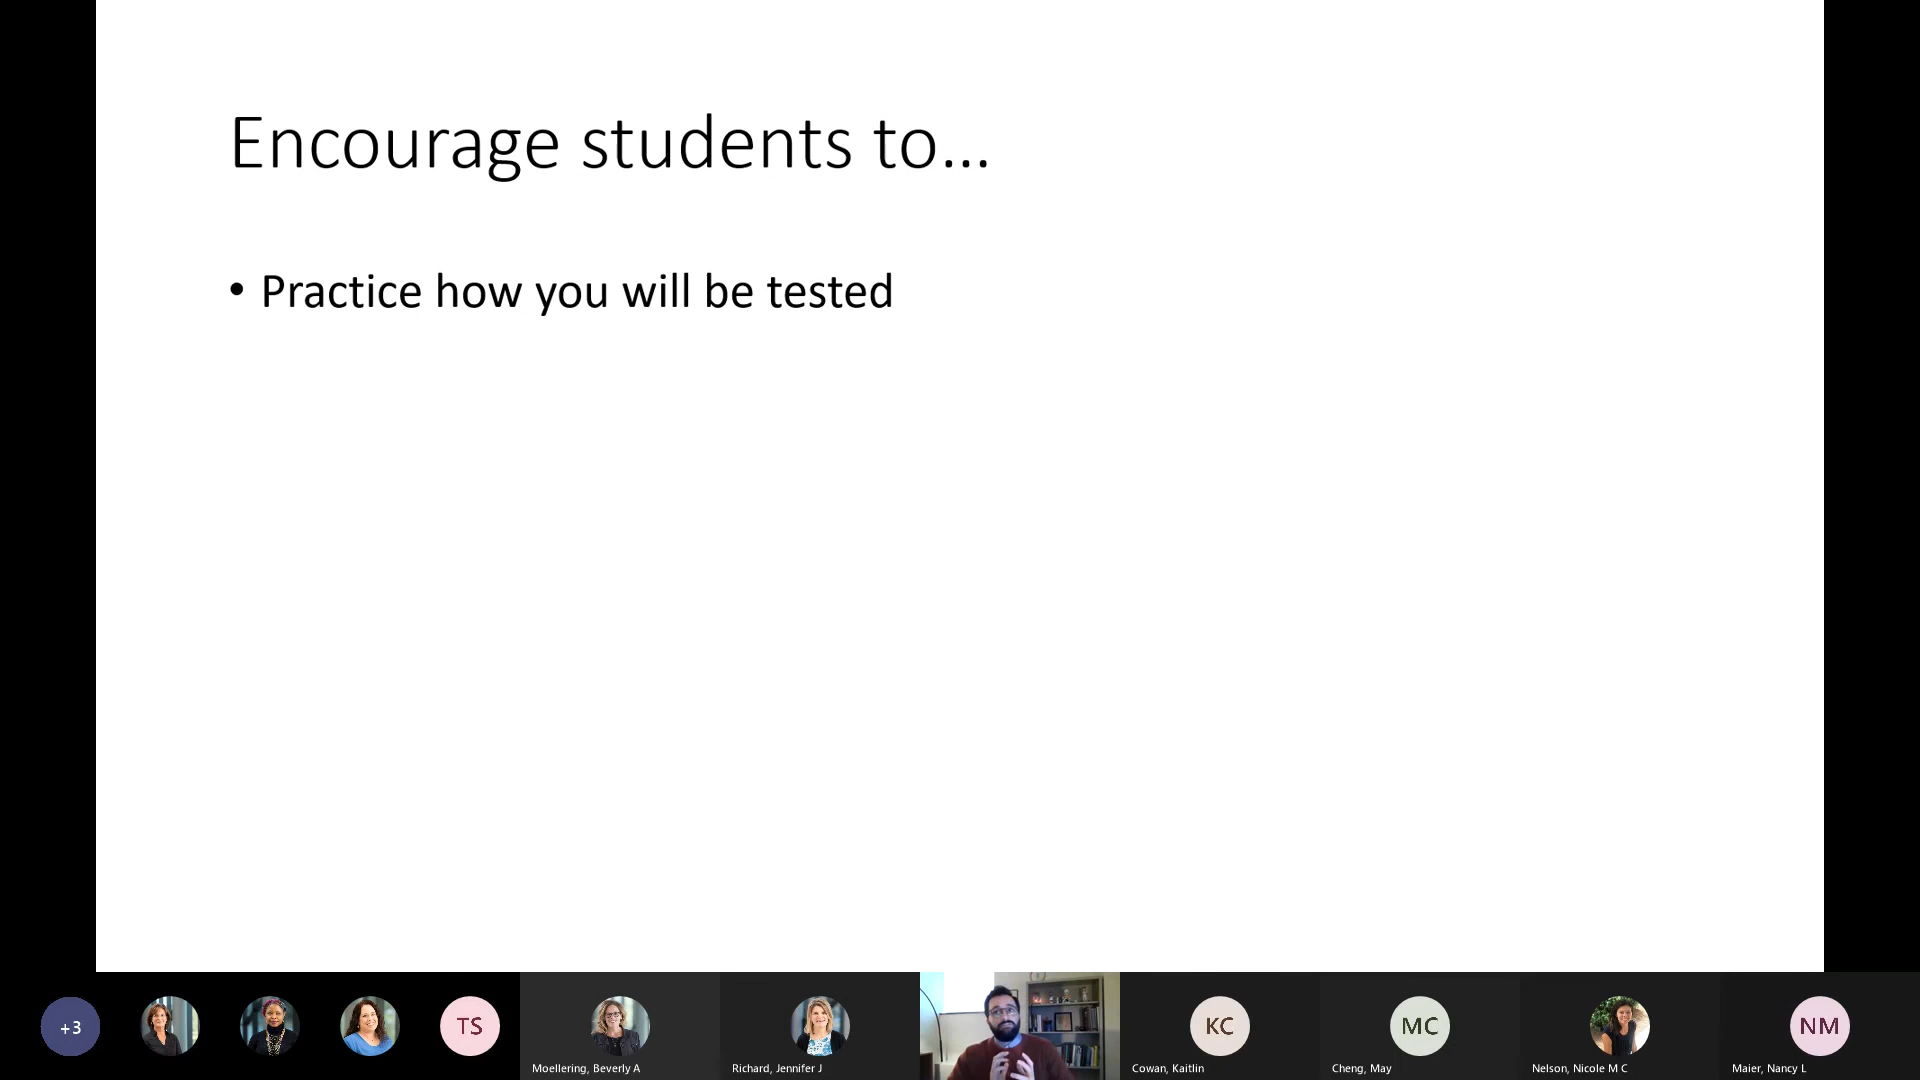 Encourage students to...
• Practice how you will be tested
+3
TS
KC
MC
NM
Moellering, Beverly A
Richard, Jennifer J
Cowan, Kaitlin
Cheng, May
Nelson, Nicole M C
Maier, Nancy L